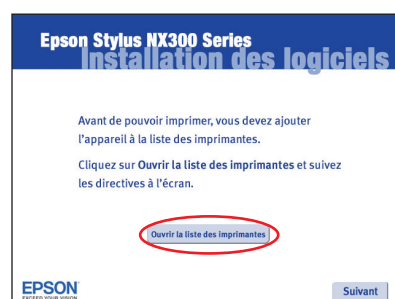 Epson Stylus NX300 Series
Installation des logiciels
Avant de pouvoir imprimer, vous devez ajouter
l'appareil à la liste des imprimantes.
Cliquez sur Ouvrir la liste des imprimantes et suivez
les directives à l'écran.
Ouvrir la liste des imprimantes
EPSON
EXCEED YOUR VISION
Suivant